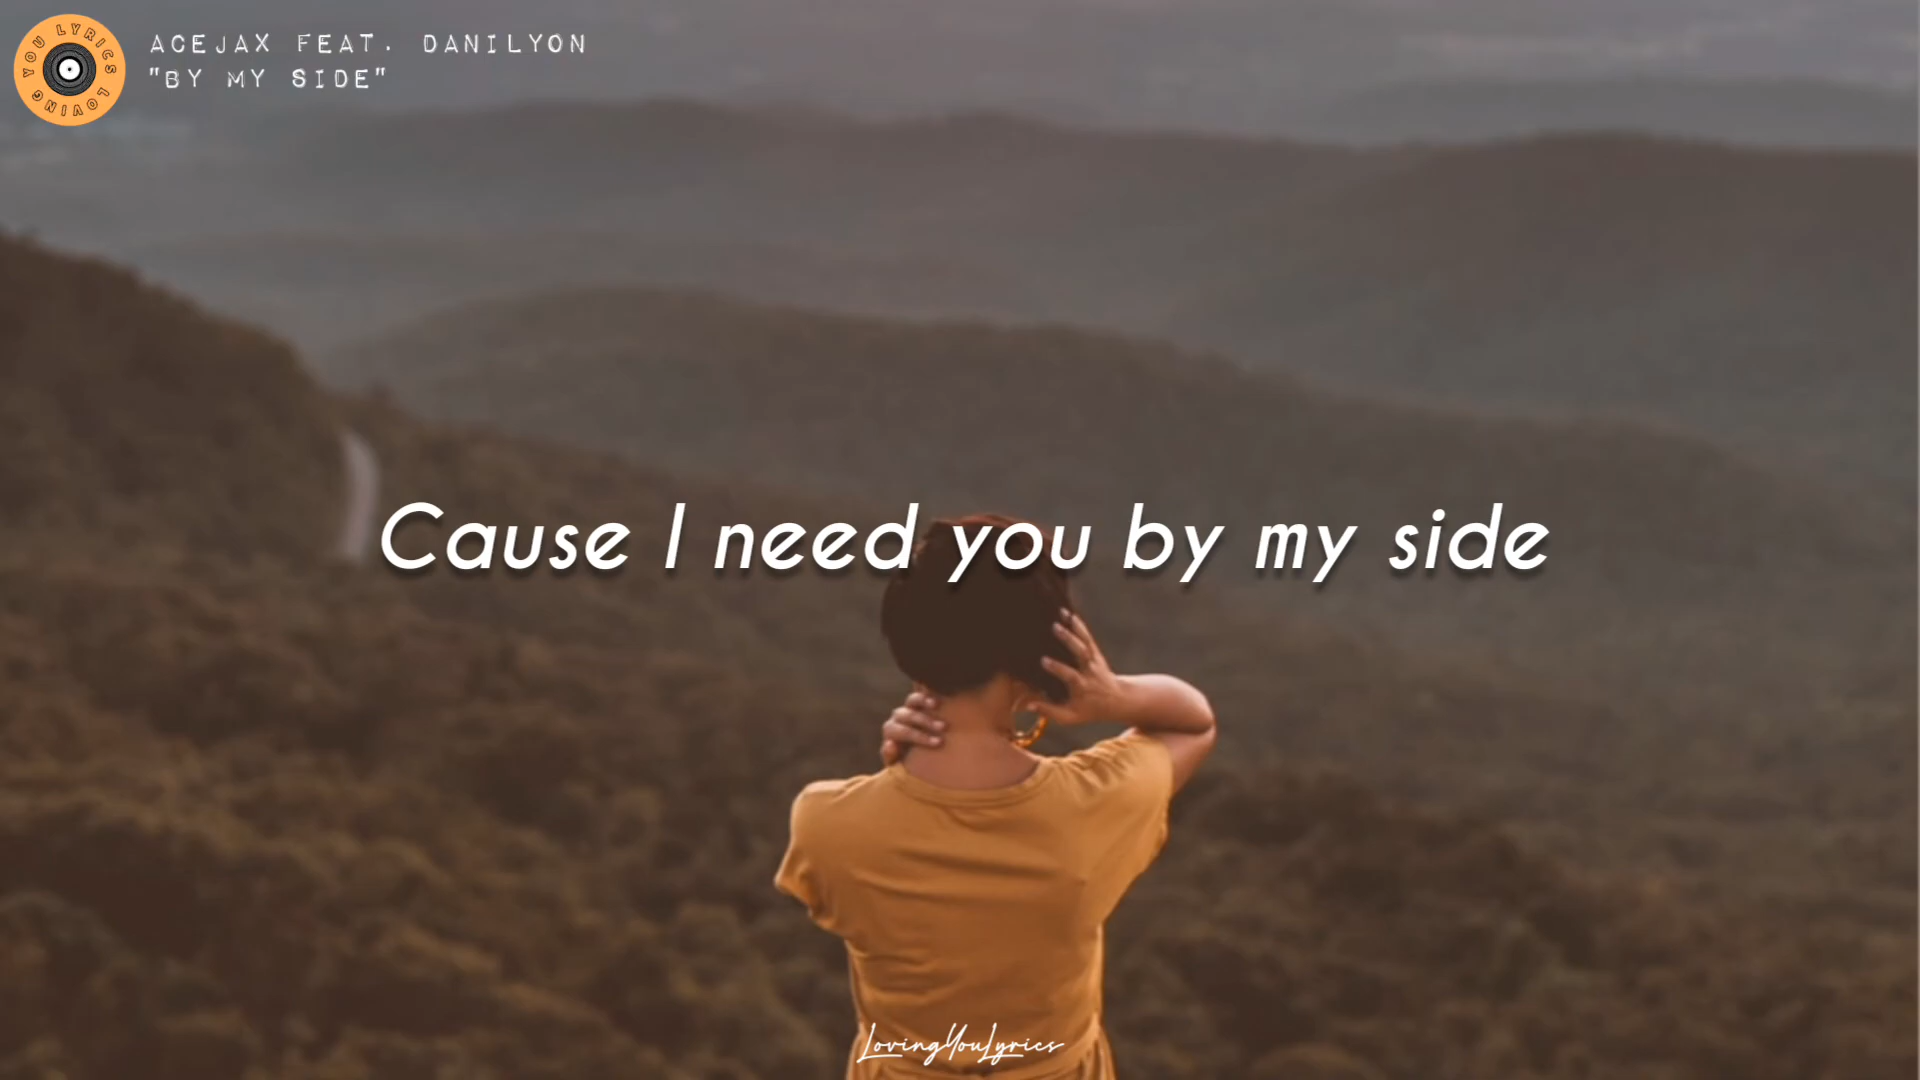 YOU LYRICS LOVING
ACEJAX FEAT. DANILYON
"BY MY SIDE"
Cause I need you by my side
LovingYouLyrics